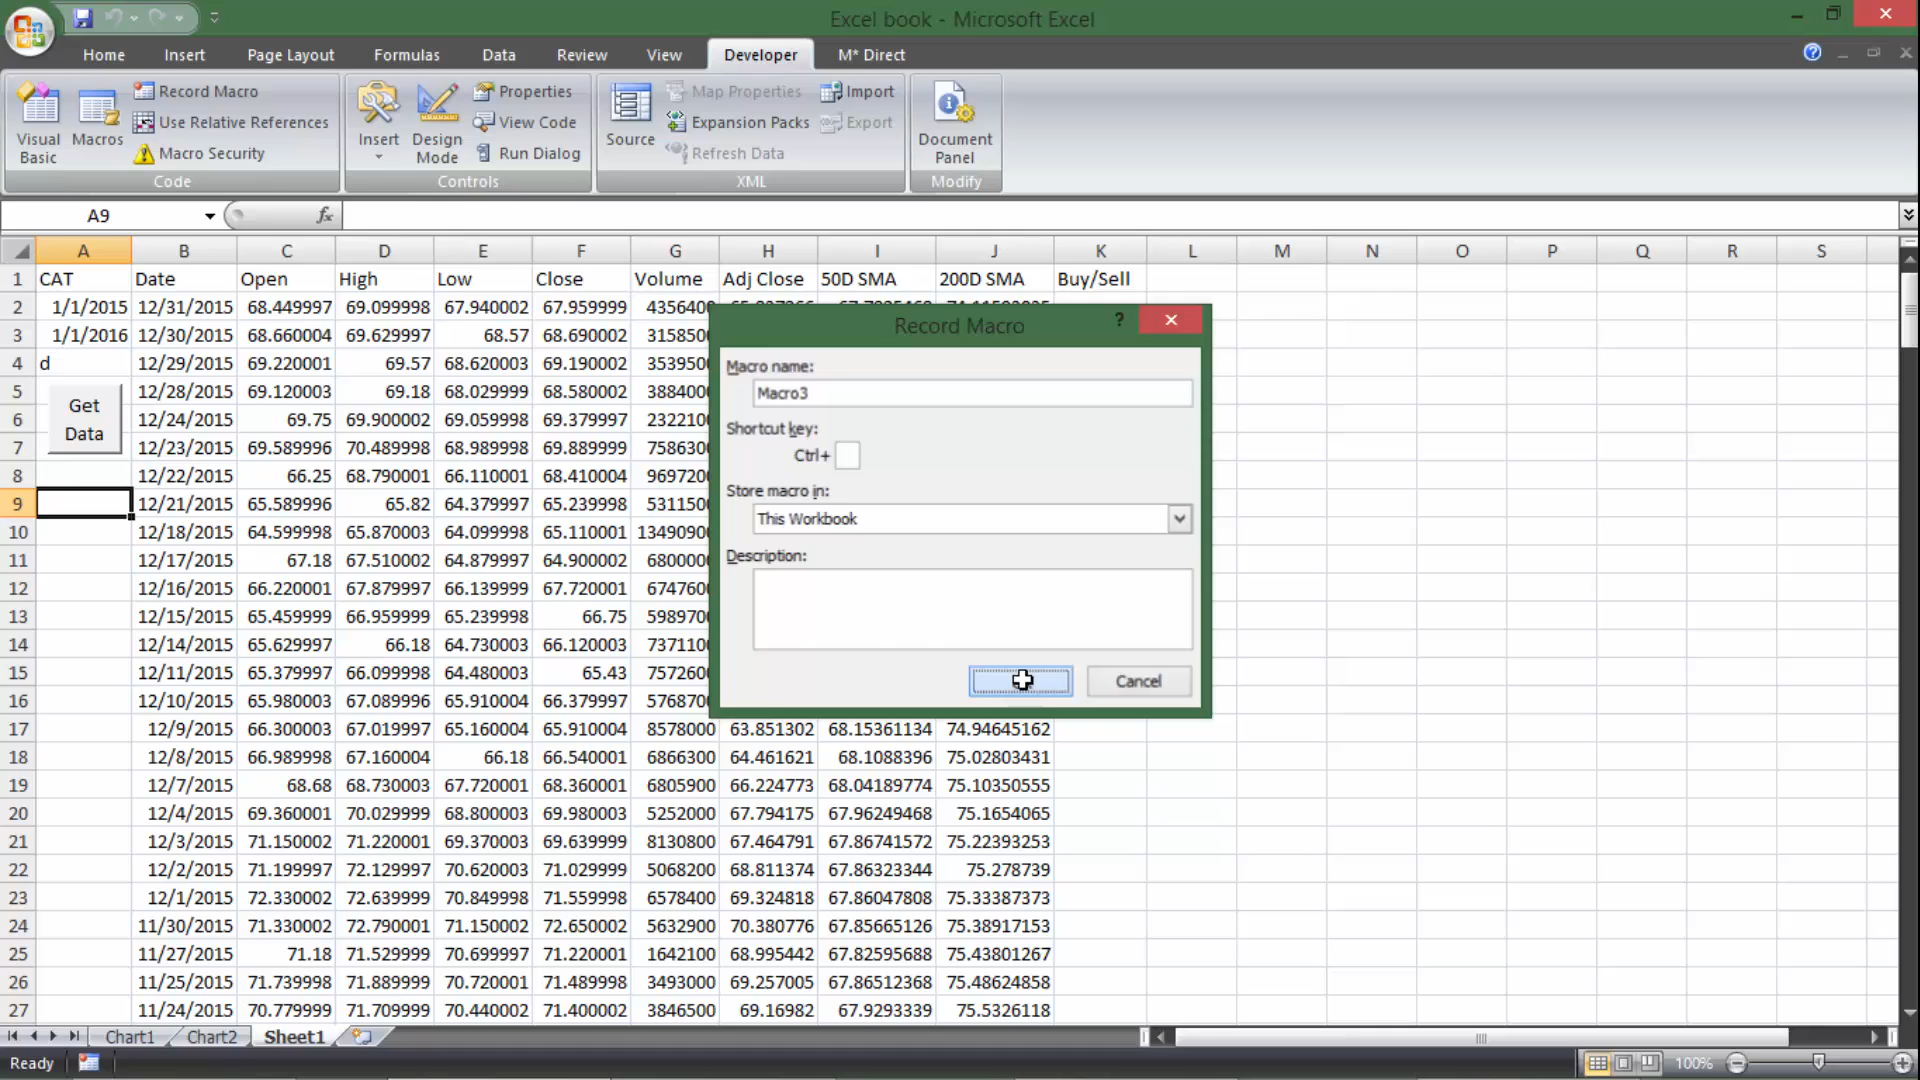 Excel book - Microsoft Excel
Home Insert Page Layout Formulas Data Review View Developer M* Direct
Visual Basic Macros Record Macro Use Relative References Macro Security Code
Insert Design Mode Properties View Code Run Dialog Controls
Source Map Properties Expansion Packs Refresh Data Import Export XML
Document Panel Modify
A9 fx
A B C D E F G H I J K L M N O P Q R S
1 CAT Date Open High Low Close Volume Adj Close 50D SMA 200D SMA Buy/Sell
2 1/1/2015 12/31/2015 68.449997 69.099998 67.940002 67.959999 4356400
3 1/1/2016 12/30/2015 68.660004 69.629997 68.57 68.690002 315850
4 d 12/29/2015 69.220001 69.57 68.620003 69.190002 353950
5 12/28/2015 69.120003 69.18 68.029999 68.580002 388400
6 12/24/2015 69.75 69.900002 69.059998 69.379997 232210
7 12/23/2015 69.589996 70.489998 68.989998 69.889999 758630
Get Data
8 12/22/2015 66.25 68.790001 66.110001 68.410004 969720
9 12/21/2015 65.589996 65.82 64.379997 65.239998 531150
10 12/18/2015 64.599998 65.870003 64.099998 65.110001 1349090
11 12/17/2015 67.18 67.510002 64.879997 64.900002 680000
12 12/16/2015 66.220001 67.879997 66.139999 67.720001 674760
13 12/15/2015 65.459999 66.959999 65.239998 66.75 598970
14 12/14/2015 65.629997 66.18 64.730003 66.120003 737110
15 12/11/2015 65.379997 66.099998 64.480003 65.43 757260
16 12/10/2015 65.980003 67.089996 65.910004 66.379997 576870
17 12/9/2015 66.300003 67.019997 65.160004 65.910004 8578000 63.851302 68.15361134 74.94645162
18 12/8/2015 66.989998 67.160004 66.18 66.540001 6866300 64.461621 68.1088396 75.02803431
19 12/7/2015 68.68 68.730003 67.720001 68.360001 6805900 66.224773 68.04189774 75.10350555
20 12/4/2015 69.360001 70.029999 68.800003 69.980003 5252000 67.794175 67.96249468 75.1654065
21 12/3/2015 71.150002 71.220001 69.370003 69.639999 8130800 67.464791 67.86741572 75.22393253
22 12/2/2015 71.199997 72.129997 70.620003 71.029999 5068200 68.811374 67.86323344 75.278739
23 12/1/2015 72.330002 72.639999 70.849998 71.559998 6578400 69.324818 67.86047808 75.33387373
24 11/30/2015 71.330002 72.790001 71.150002 72.650002 5632900 70.380776 67.85665126 75.38917153
25 11/27/2015 71.18 71.529999 70.699997 71.220001 1642100 68.995442 67.82595688 75.43801267
26 11/25/2015 71.739998 71.889999 70.720001 71.489998 3493000 69.257005 67.86512368 75.48624858
27 11/24/2015 70.779999 71.709999 70.440002 71.400002 3846500 69.16982 67.9293339 75.5326118
Record Macro ?
Macro name:
Macro3
Shortcut key:
Ctrl+
Store macro in:
This Workbook
Description:
Cancel
Chart1 Chart2 Sheet1
Ready 100%